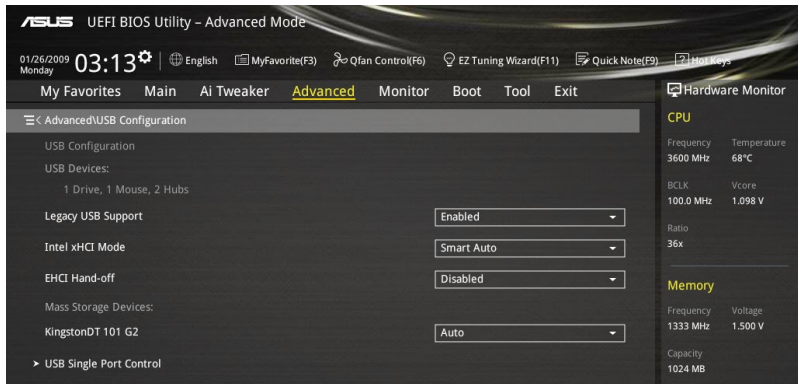 ASUS UEFI BIOS Utility – Advanced Mode
01/26/2009
Monday
03:13
English
MyFavorite(F3)
Qfan Control(F6)
EZ Tuning Wizard(F11)
Quick Note(F9)
Hot Keys
My Favorites
Main
Ai Tweaker
Advanced
Monitor
Boot
Tool
Exit
Hardware Monitor
Advanced\USB Configuration
USB Configuration
USB Devices:
1 Drive, 1 Mouse, 2 Hubs
Legacy USB Support
Enabled
Intel xHCI Mode
Smart Auto
EHCI Hand-off
Disabled
Mass Storage Devices:
KingstonDT 101 G2
Auto
USB Single Port Control
CPU
Frequency Temperature
3600 MHz 68°C
BCLK Vcore
100.0 MHz 1.098 V
Ratio
36x
Memory
Frequency Voltage
1333 MHz 1.500 V
Capacity
1024 MB